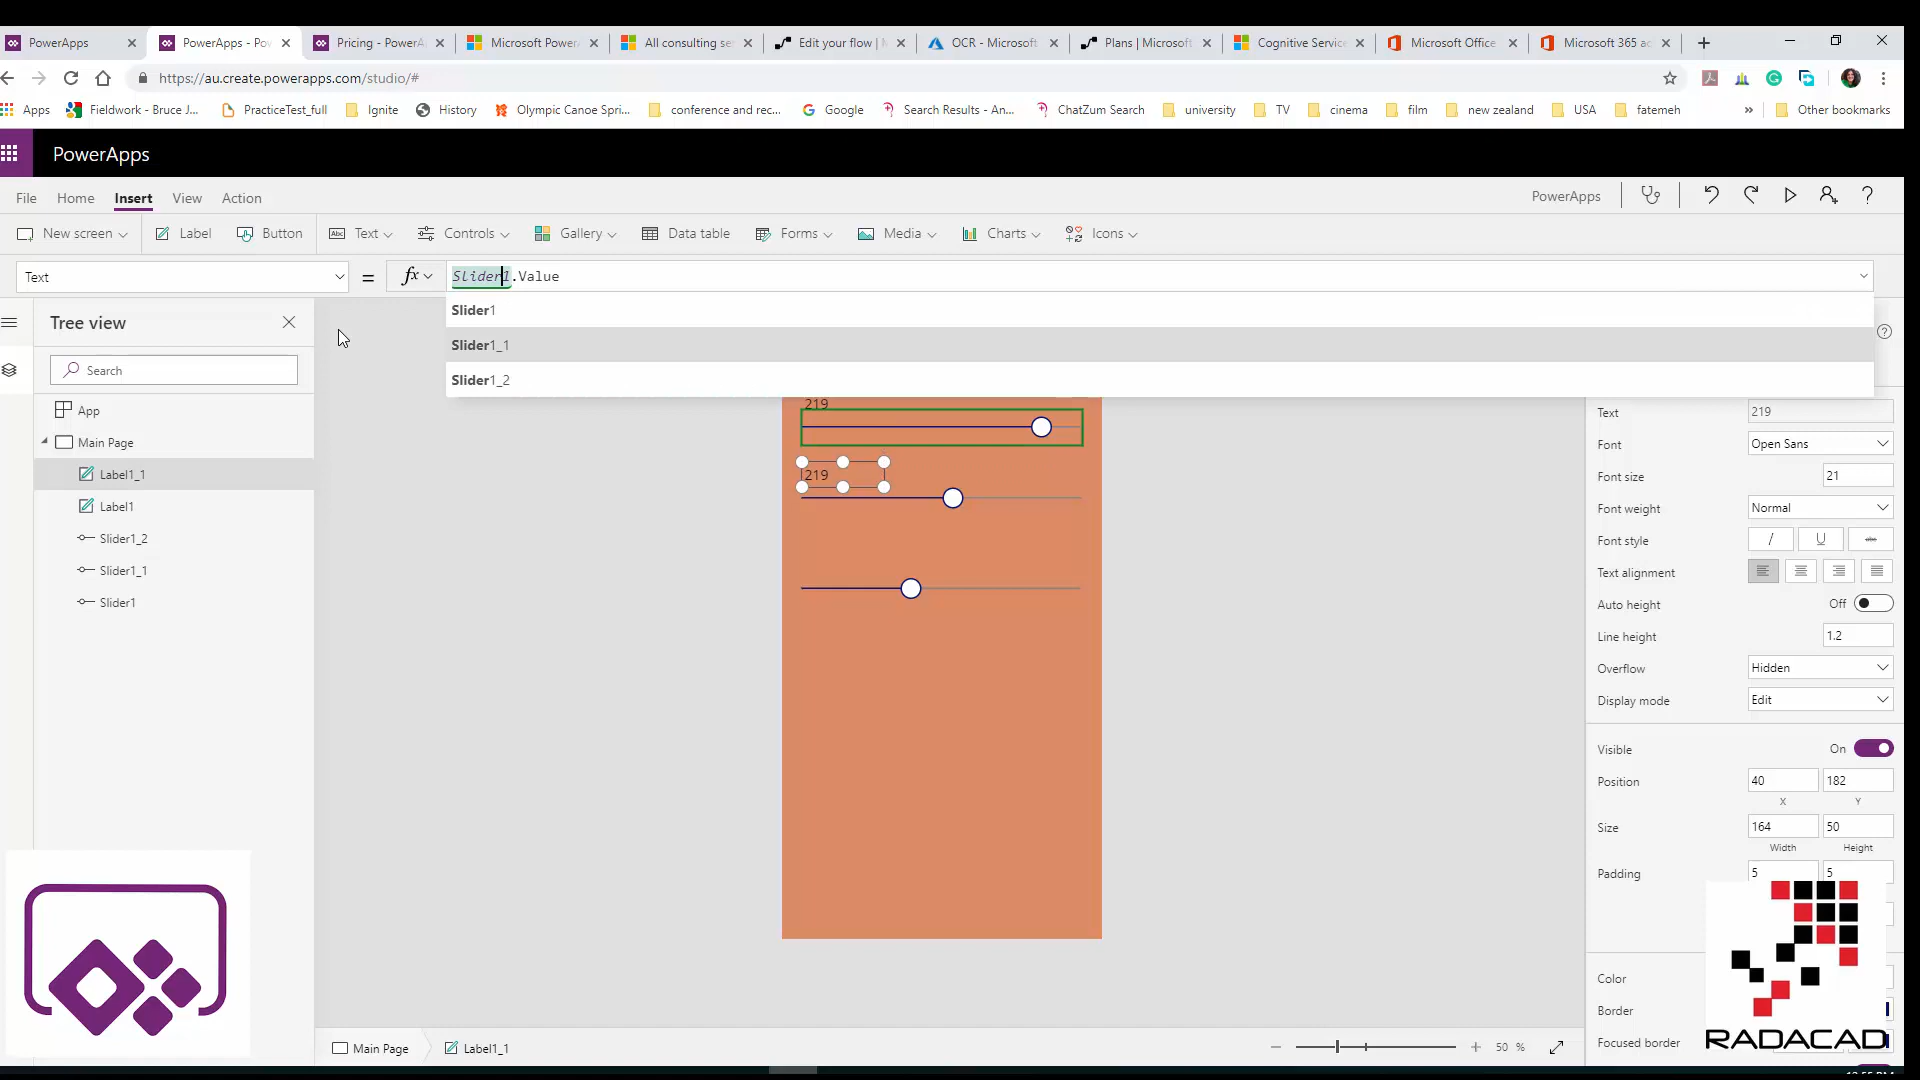 PowerApps
PowerApps - Pow
Pricing - PowerA
Microsoft Power
All consulting se
Edit your flow | M
OCR - Microsoft
Plans | Microsoft
Cognitive Service
Microsoft Office
Microsoft 365 ac
https://au.create.powerapps.com/studio/#
Apps
Fieldwork - Bruce J...
PracticeTest_full
Ignite
History
Olympic Canoe Spri...
conference and rec...
Google
Search Results - An...
ChatZum Search
university
TV
cinema
film
new zealand
USA
fatemeh
»
Other bookmarks
PowerApps
File
Home
Insert
View
Action
PowerApps
?
New screen
Label
Button
Abc
Text
Controls
Gallery
Data table
Forms
Media
Charts
Icons
Text
=
fx
Slider1.Value
Slider1
Slider1_1
Slider1_2
Tree view
Search
App
Main Page
Label1_1
Label1
Slider1_2
Slider1_1
Slider1
219
219
Text
219
Font
Open Sans
Font size
21
Font weight
Normal
Font style
/
U
abc
Text alignment
Auto height
Off
Line height
1.2
Overflow
Hidden
Display mode
Edit
Visible
On
Position
40
182
X
Y
Size
164
50
Width
Height
Padding
5
5
Color
Border
Focused border
RADACAD
Main Page
Label1_1
50 %